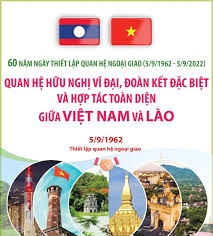 60 NĂM NGÀY THIẾT LẬP QUAN HỆ NGOẠI GIAO (5/9/1962 - 5/9/2022)
QUAN HỆ HỮU NGHỊ VĨ ĐẠI, ĐOÀN KẾT ĐẶC BIỆT
VÀ HỢP TÁC TOÀN DIỆN
GIỮA VIỆT NAM VÀ LÀO
5/9/1962
Thiết lập quan hệ ngoại giao